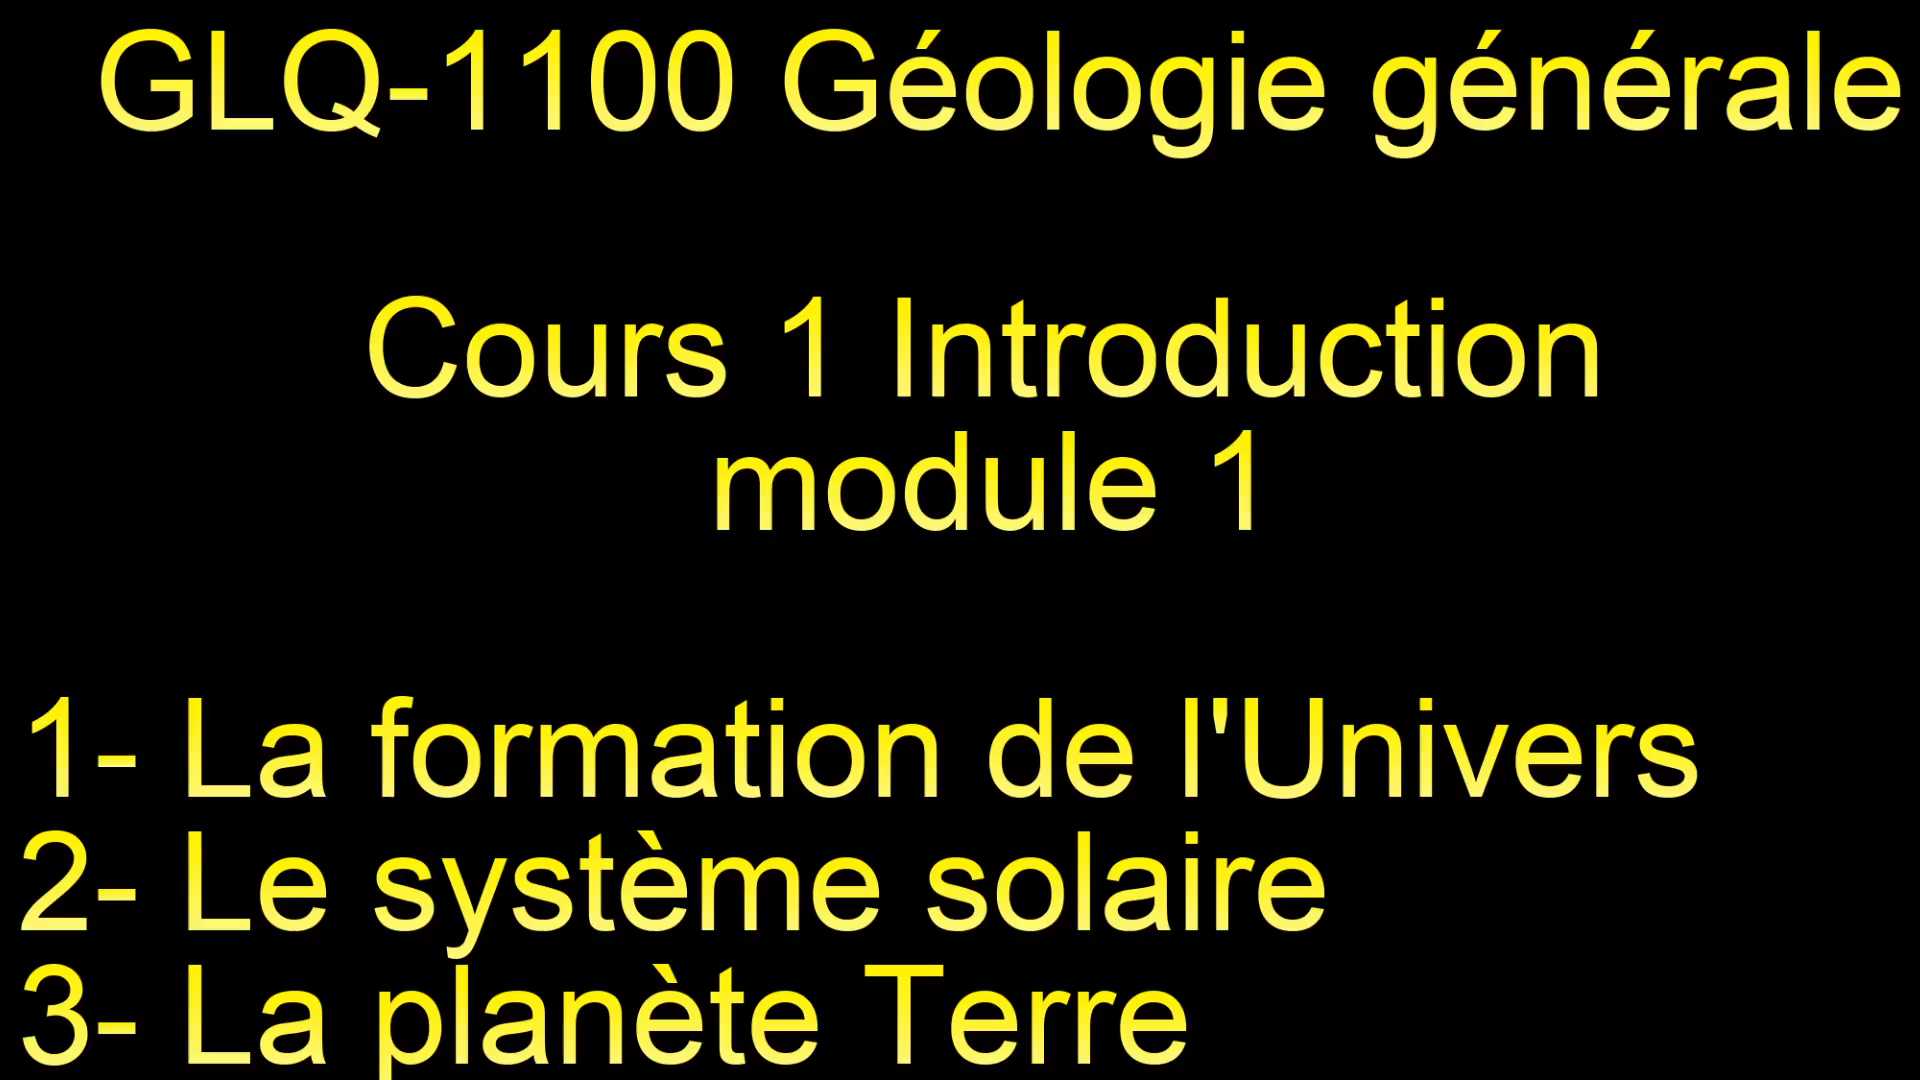 GLQ-1100 Géologie générale
Cours 1 Introduction
module 1
1- La formation de l'Univers
2- Le système solaire
3- La planète Terre